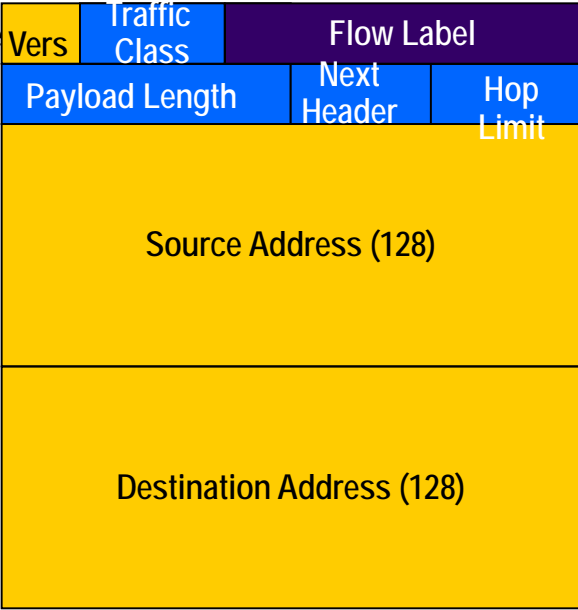 Vers
Traffic
Class
Flow Label
Payload Length
Next
Header
Hop
Limit
Source Address (128)
Destination Address (128)